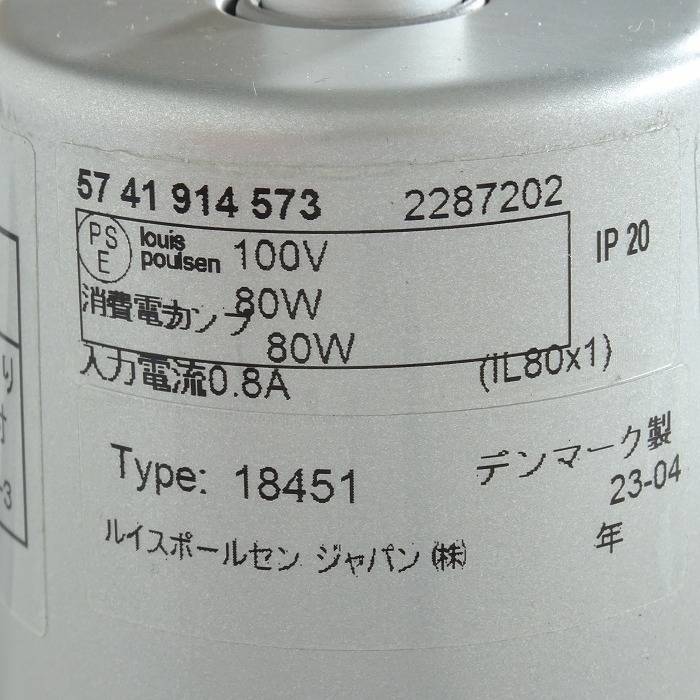 57 41 914 573 2287202
PS E louis poulsen 100V IP 20
消費電力 80W
ランプ 80W
入力電流0.8A (IL80x1)
Type: 18451 デンマーク製
23-04
ルイスポールセン ジャパン(株) 年
り
-3